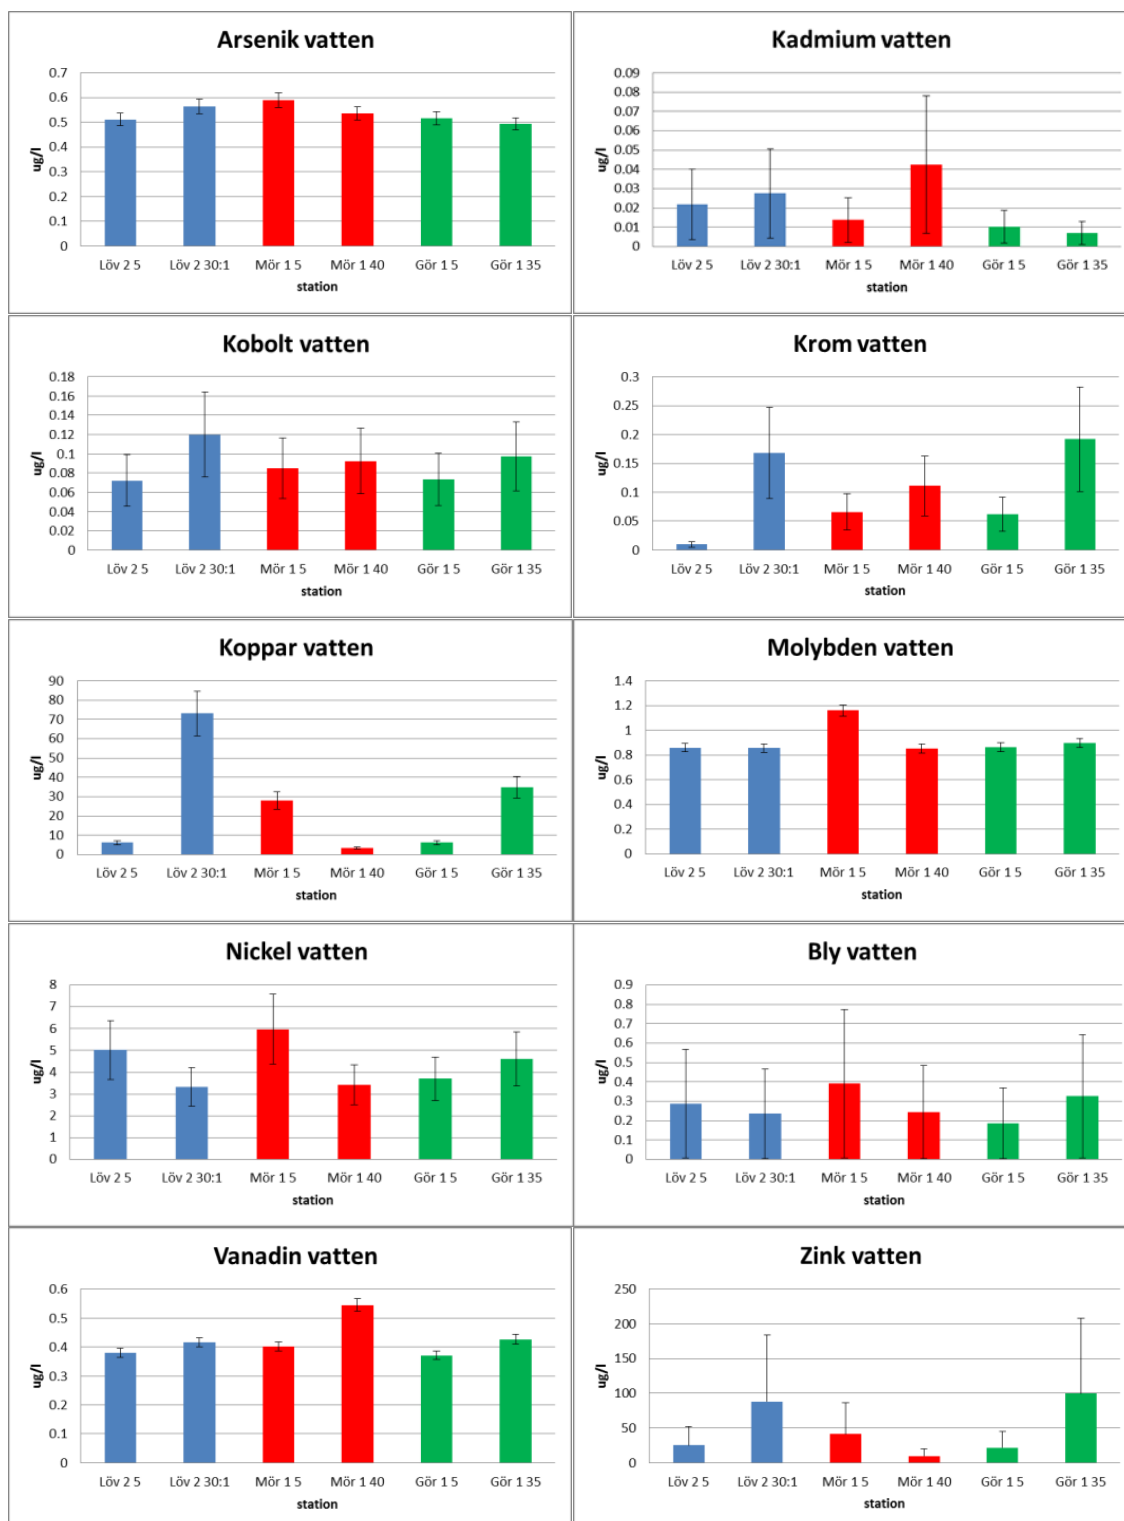 Arsenik vatten
0.7
0.6
0.5
0.4
0.3
0.2
0.1
0
ug/l
Löv 2 5 Löv 2 30:1 Mör 1 5 Mör 1 40 Gör 1 5 Gör 1 35
station
Kadmium vatten
0.09
0.08
0.07
0.06
0.05
0.04
0.03
0.02
0.01
0
ug/l
Löv 2 5 Löv 2 30:1 Mör 1 5 Mör 1 40 Gör 1 5 Gör 1 35
station
Kobolt vatten
0.18
0.16
0.14
0.12
0.1
0.08
0.06
0.04
0.02
0
ug/l
Löv 2 5 Löv 2 30:1 Mör 1 5 Mör 1 40 Gör 1 5 Gör 1 35
station
Krom vatten
0.3
0.25
0.2
0.15
0.1
0.05
0
ug/l
Löv 2 5 Löv 2 30:1 Mör 1 5 Mör 1 40 Gör 1 5 Gör 1 35
station
Koppar vatten
90
80
70
60
50
40
30
20
10
0
ug/l
Löv 2 5 Löv 2 30:1 Mör 1 5 Mör 1 40 Gör 1 5 Gör 1 35
station
Molybden vatten
1.4
1.2
1
0.8
0.6
0.4
0.2
0
ug/l
Löv 2 5 Löv 2 30:1 Mör 1 5 Mör 1 40 Gör 1 5 Gör 1 35
station
Nickel vatten
8
7
6
5
4
3
2
1
0
ug/l
Löv 2 5 Löv 2 30:1 Mör 1 5 Mör 1 40 Gör 1 5 Gör 1 35
station
Bly vatten
0.9
0.8
0.7
0.6
0.5
0.4
0.3
0.2
0.1
0
ug/l
Löv 2 5 Löv 2 30:1 Mör 1 5 Mör 1 40 Gör 1 5 Gör 1 35
station
Vanadin vatten
0.6
0.5
0.4
0.3
0.2
0.1
0
ug/l
Löv 2 5 Löv 2 30:1 Mör 1 5 Mör 1 40 Gör 1 5 Gör 1 35
station
Zink vatten
250
200
150
100
50
0
ug/l
Löv 2 5 Löv 2 30:1 Mör 1 5 Mör 1 40 Gör 1 5 Gör 1 35
station